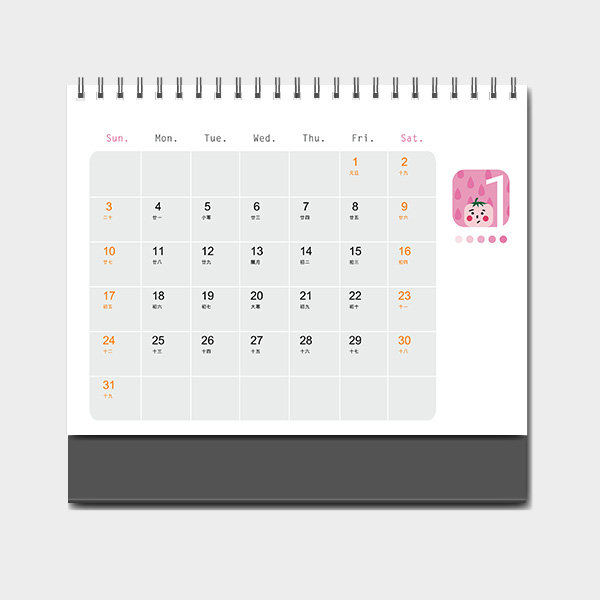 Sun. Mon. Tue. Wed. Thu. Fri. Sat.
1 2
元旦 十九
3 4 5 6 7 8 9
二十 廿一 小寒 廿三 廿四 廿五 廿六
10 11 12 13 14 15 16
廿七 廿八 廿九 臘月 初二 初三 初四
17 18 19 20 21 22 23
初五 初六 初七 大寒 初九 初十 十一
24 25 26 27 28 29 30
十二 十三 十四 十五 十六 十七 十八
31
十九
1